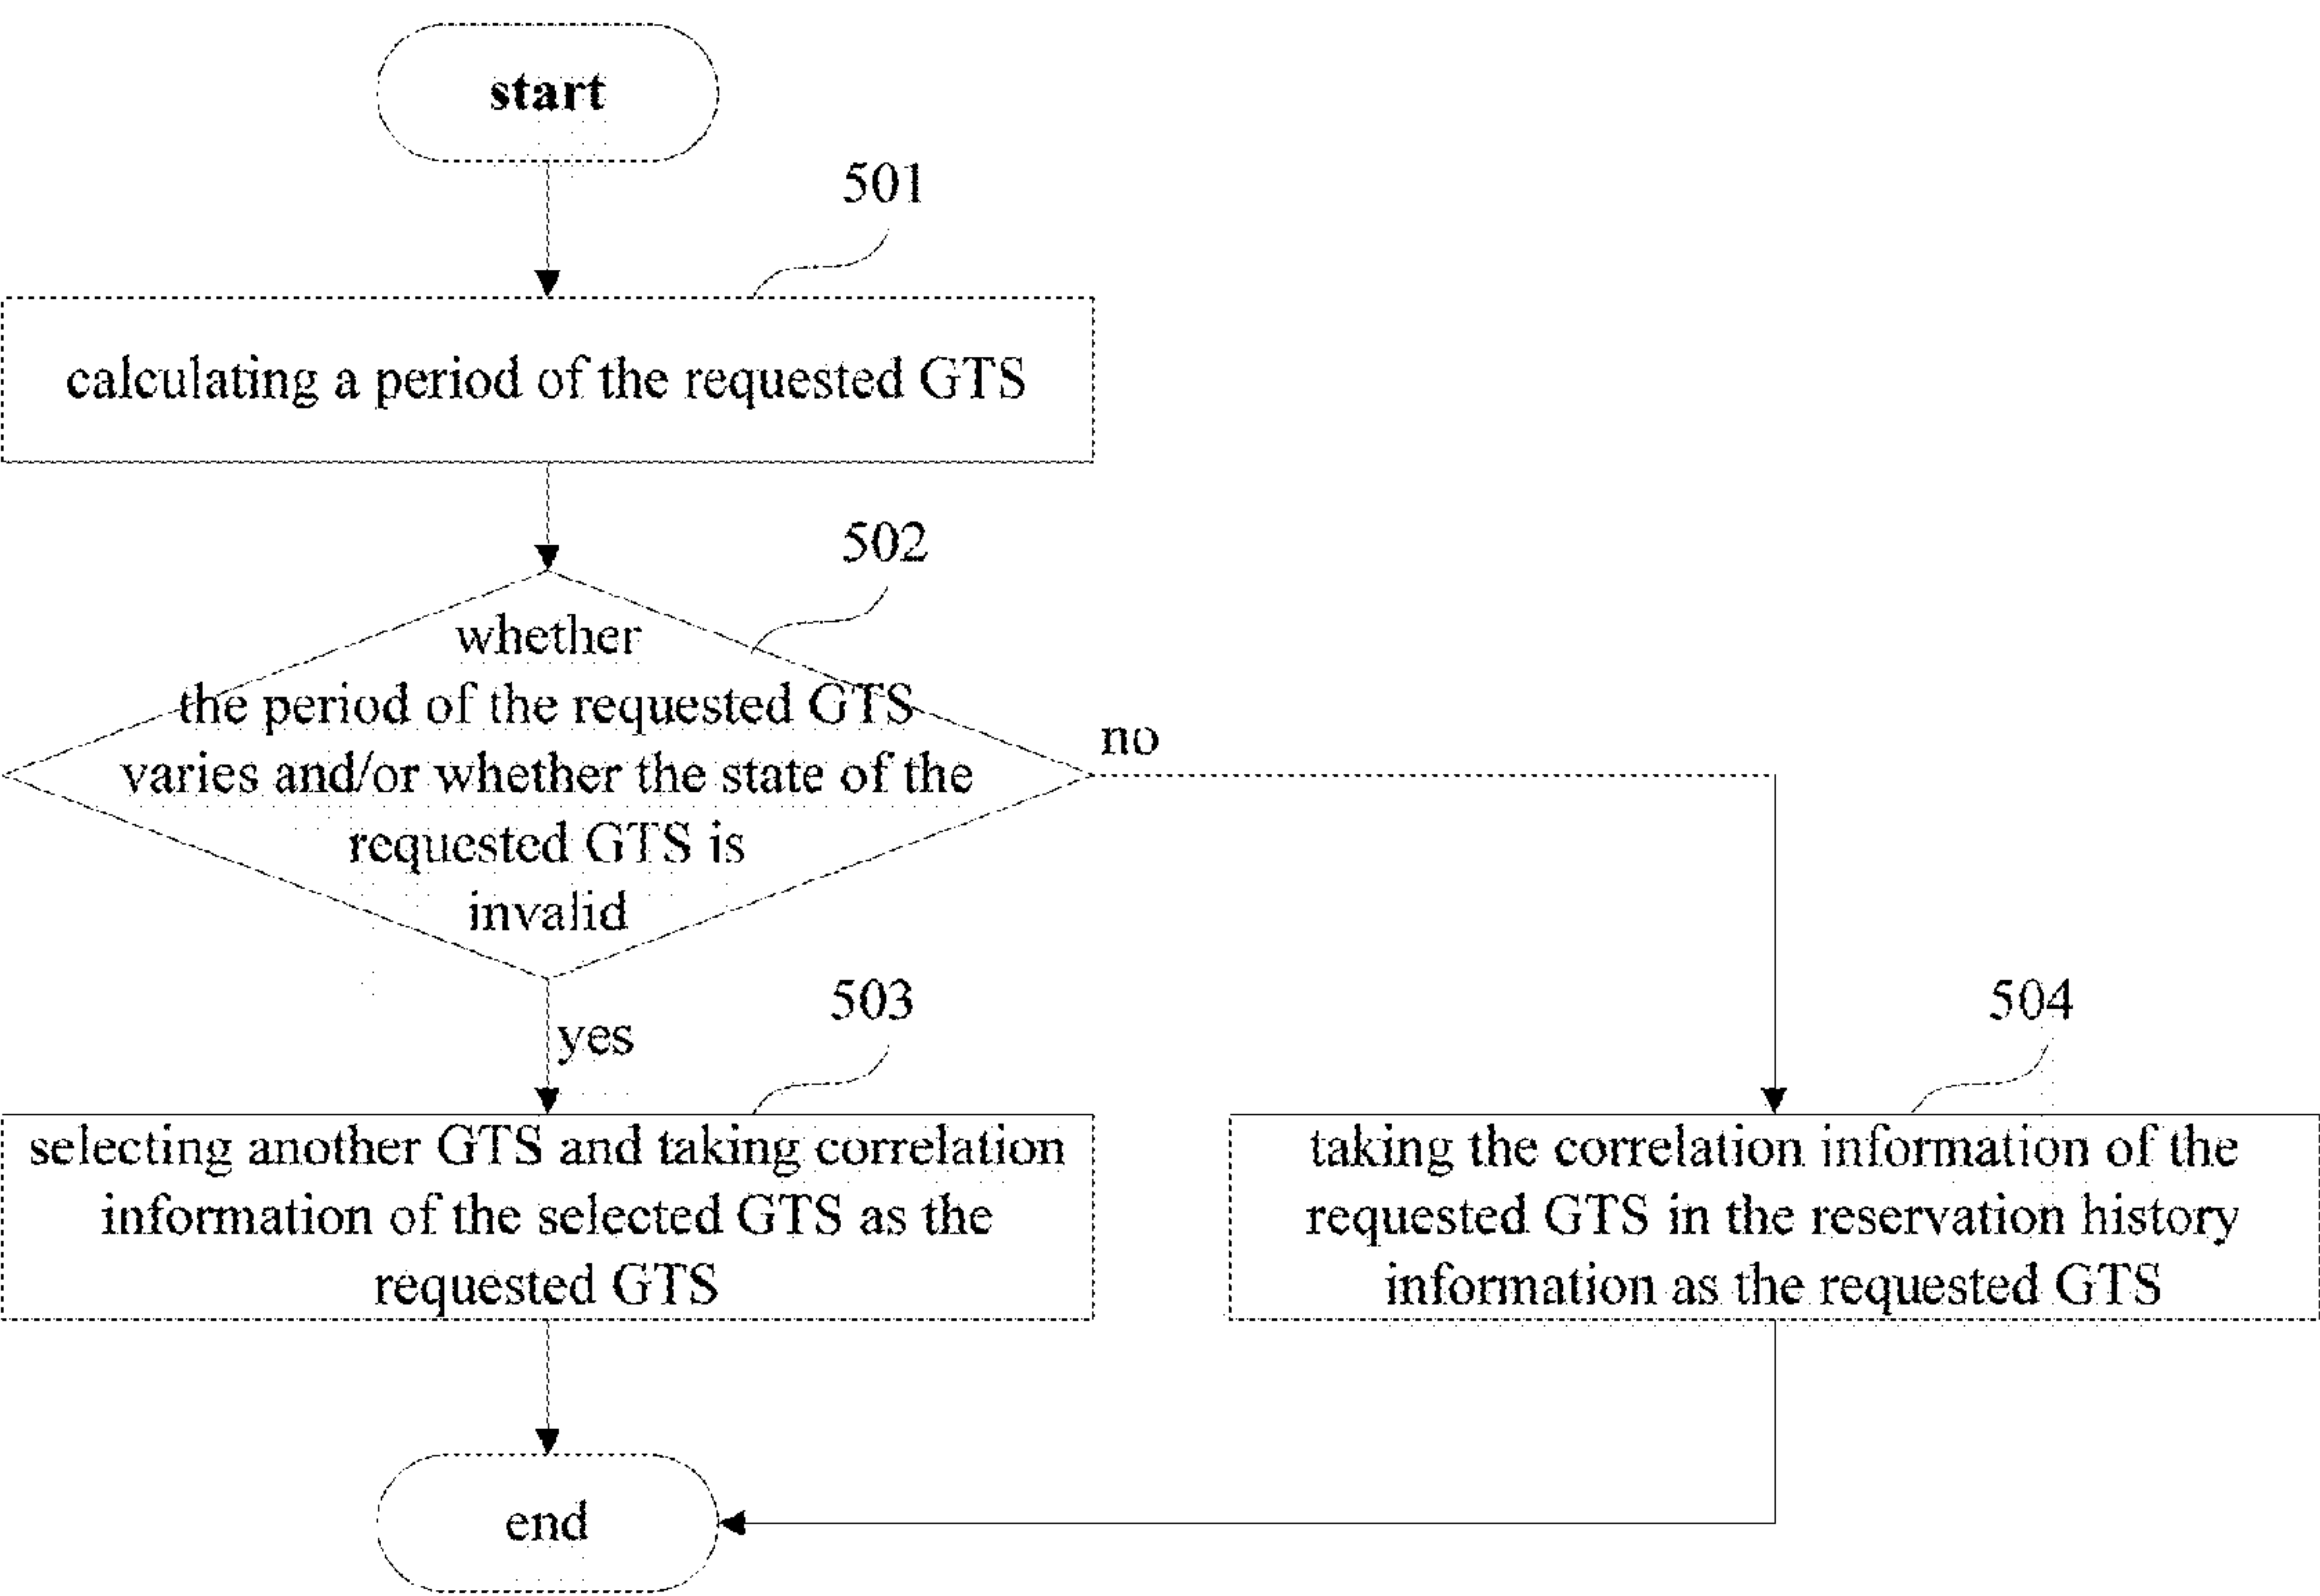 start
501
calculating a period of the requested GTS
502
whether
the period of the requested GTS
varies and/or whether the state of the
requested GTS is
invalid
no
yes
503
selecting another GTS and taking correlation
information of the selected GTS as the
requested GTS
504
taking the correlation information of the
requested GTS in the reservation history
information as the requested GTS
end